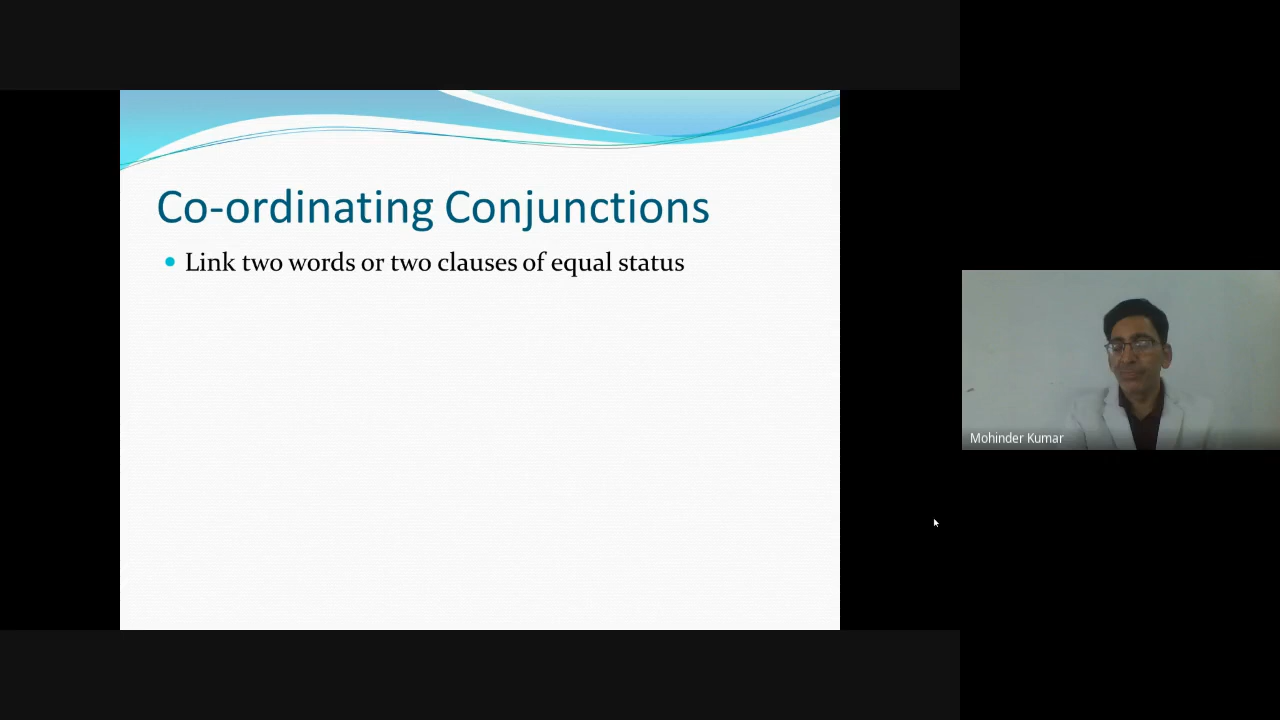 Co-ordinating Conjunctions
Link two words or two clauses of equal status
Mohinder Kumar